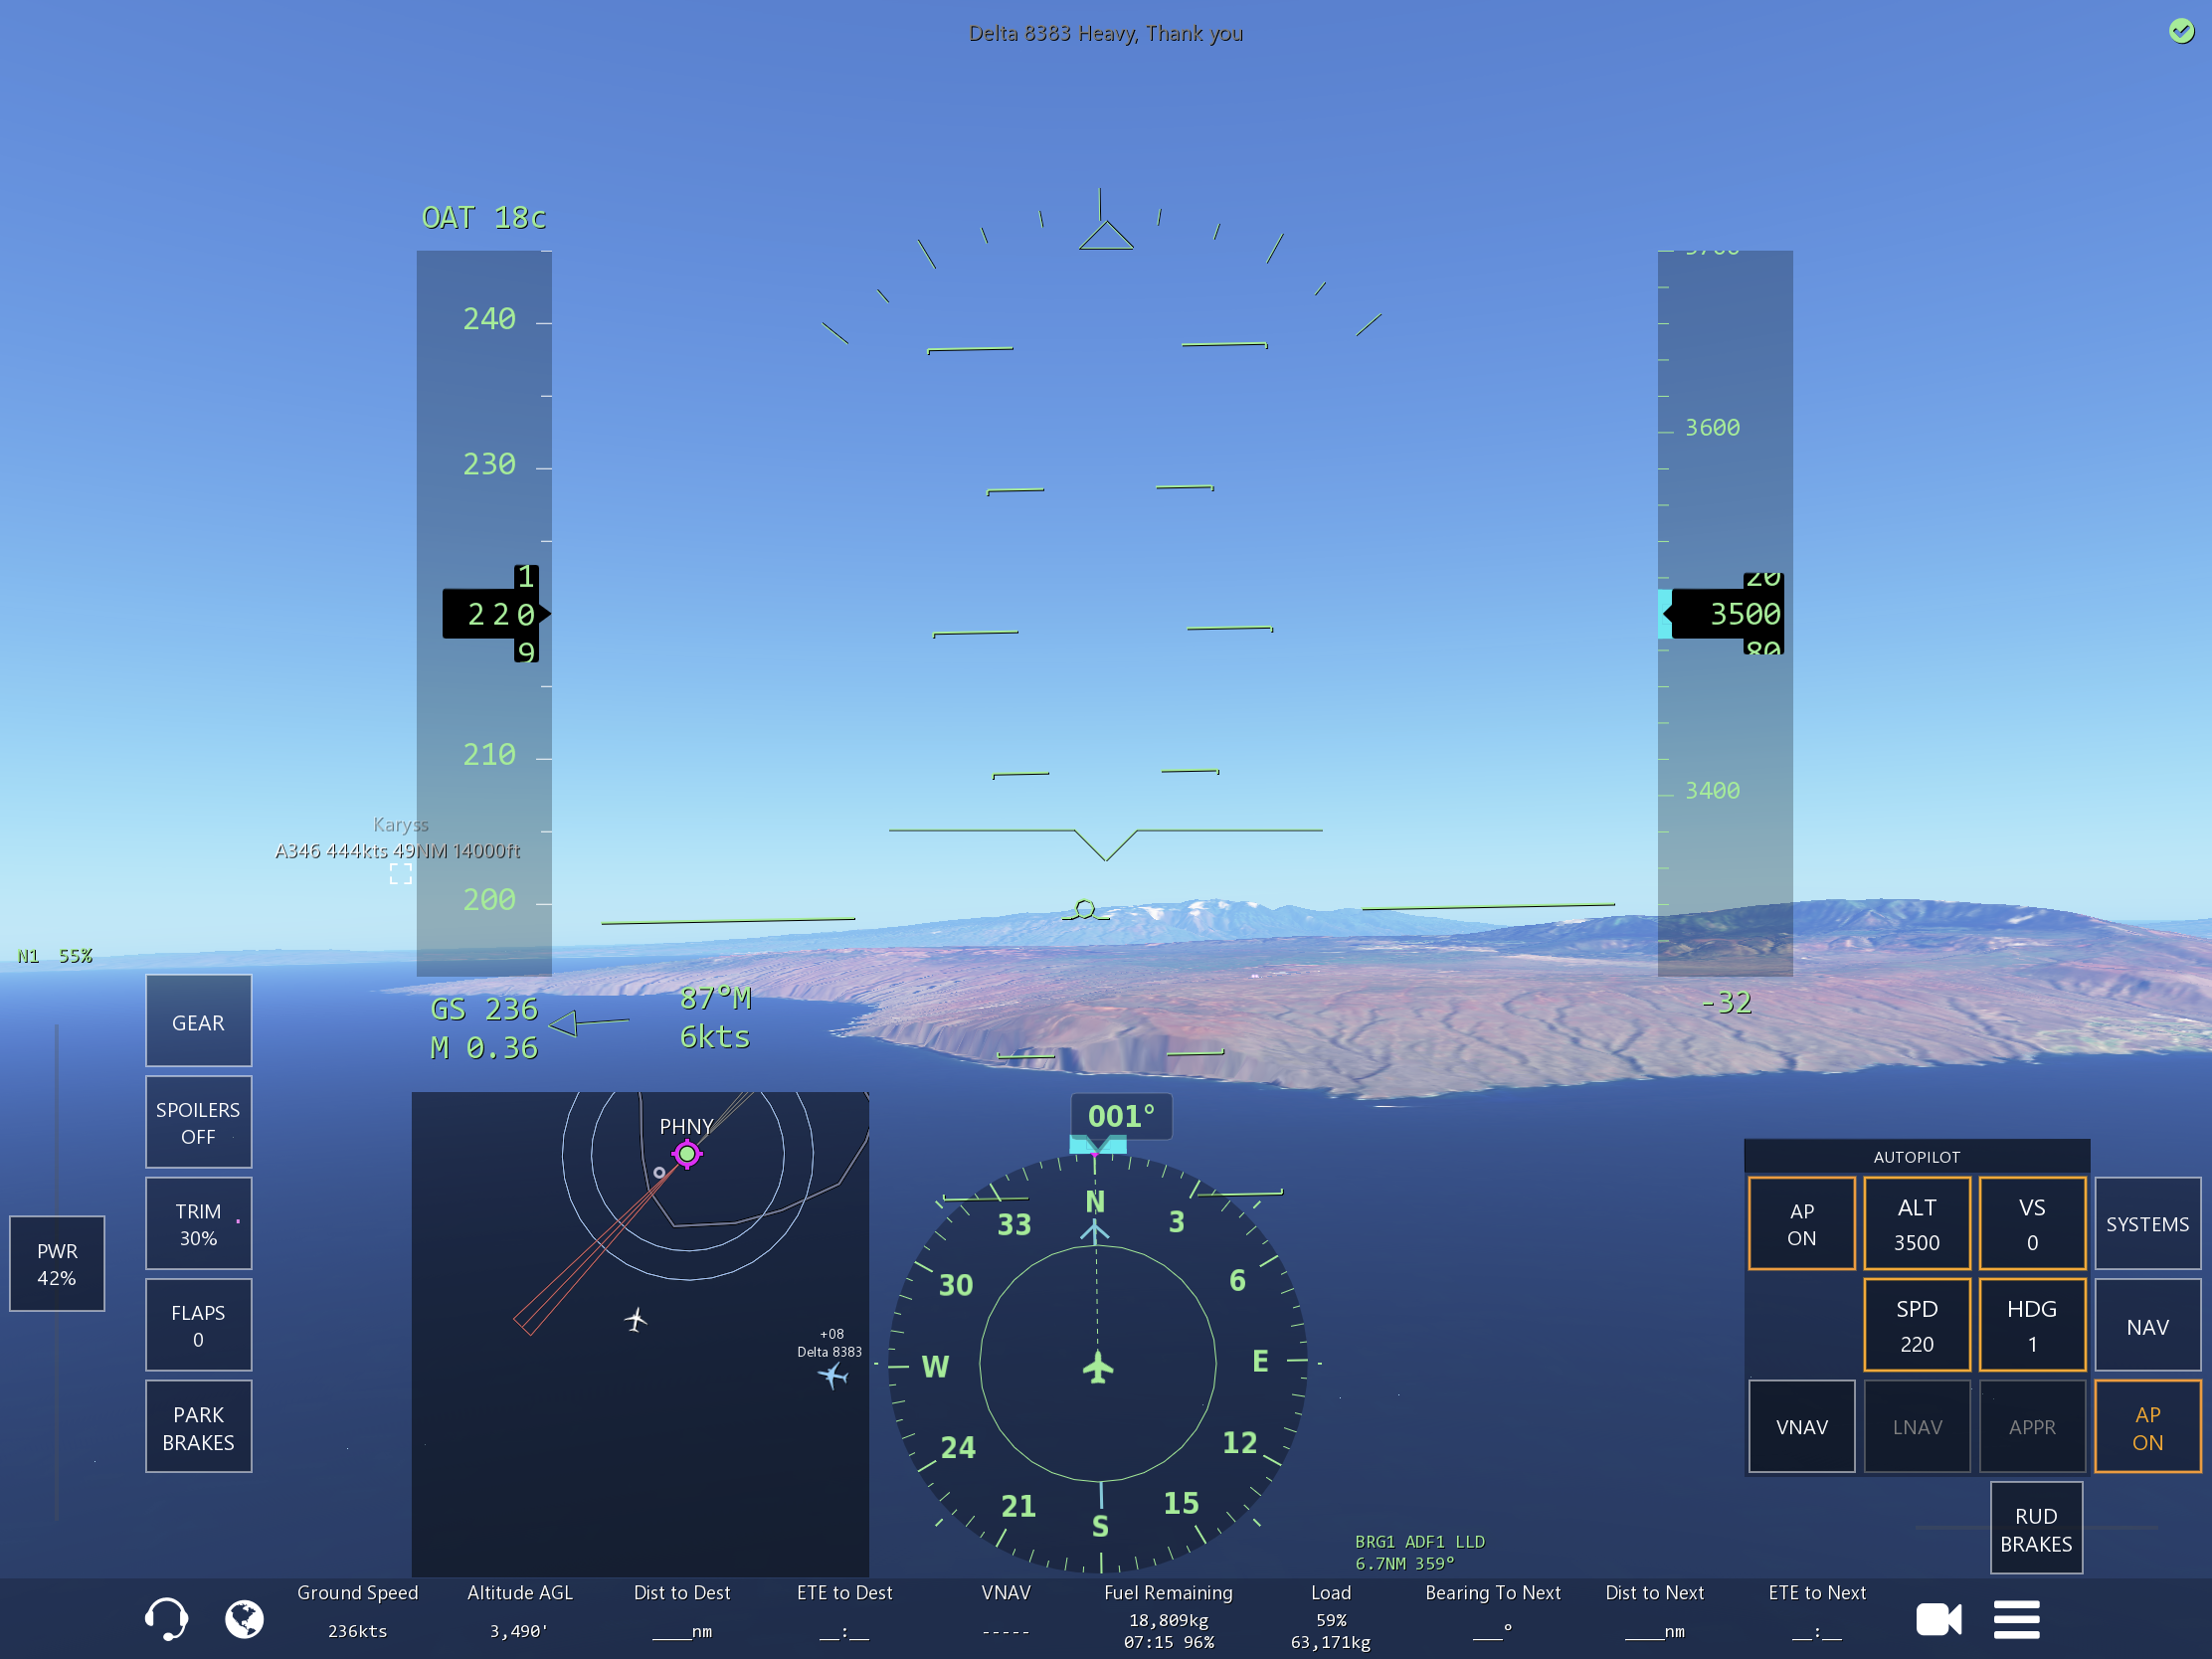 Delta 8383 Heavy, Thank you
OAT 18c
240
230
1
220
9
210
200
3600
20
3500
80
3400
-32
Karyss
A346 444kts 49NM 14000ft
N1 55%
GS 236
M 0.36
87°M
6kts
GEAR
SPOILERS
OFF
TRIM
30%
FLAPS
0
PARK
BRAKES
PWR
42%
PHNY
+08
Delta 8383
001°
N
3
6
E
12
15
S
21
24
W
30
33
BRG1 ADF1 LLD
6.7NM 359°
AUTOPILOT
AP
ON
ALT
3500
VS
0
SYSTEMS
SPD
220
HDG
1
NAV
VNAV
LNAV
APPR
AP
ON
RUD
BRAKES
Ground Speed
236kts
Altitude AGL
3,490'
Dist to Dest
____nm
ETE to Dest
__:__
VNAV
-----
Fuel Remaining
18,809kg
07:15 96%
Load
59%
63,171kg
Bearing To Next
___°
Dist to Next
____nm
ETE to Next
__:__